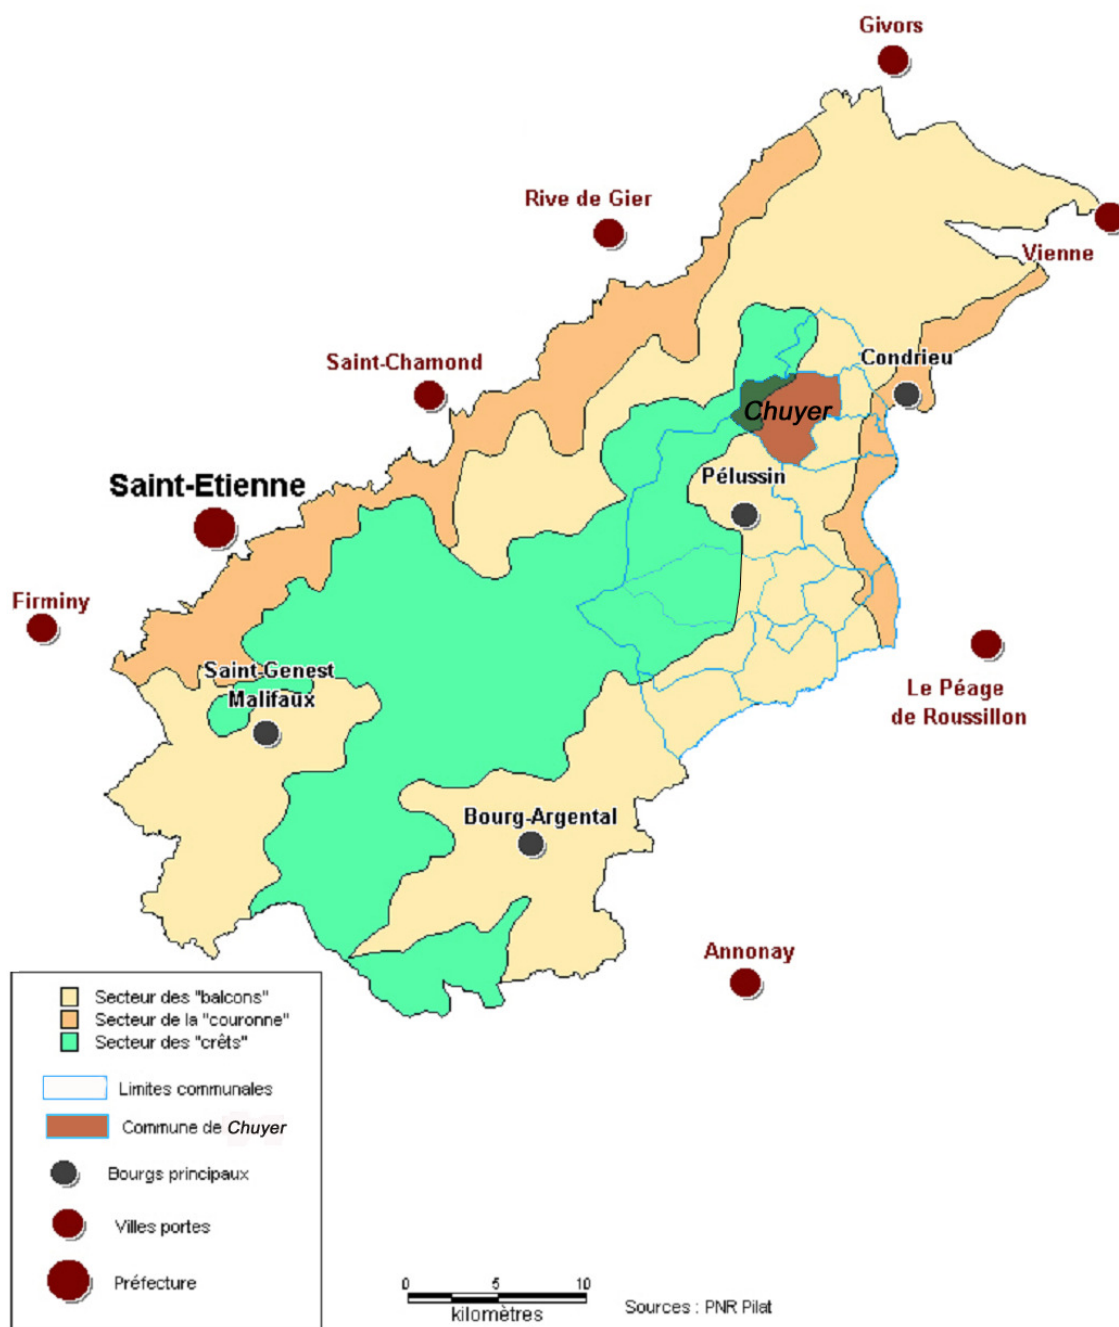 Givors
Rive de Gier
Vienne
Saint-Chamond
Condrieu
Chuyer
Pélussin
Saint-Etienne
Firminy
Saint-Genest
Malifaux
Le Péage
de Roussillon
Bourg-Argental
Annonay
Secteur des "balcons"
Secteur de la "couronne"
Secteur des "crêts"
Limites communales
Commune de Chuyer
Bourgs principaux
Villes portes
Préfecture
0 5 10
kilomètres
Sources : PNR Pilat